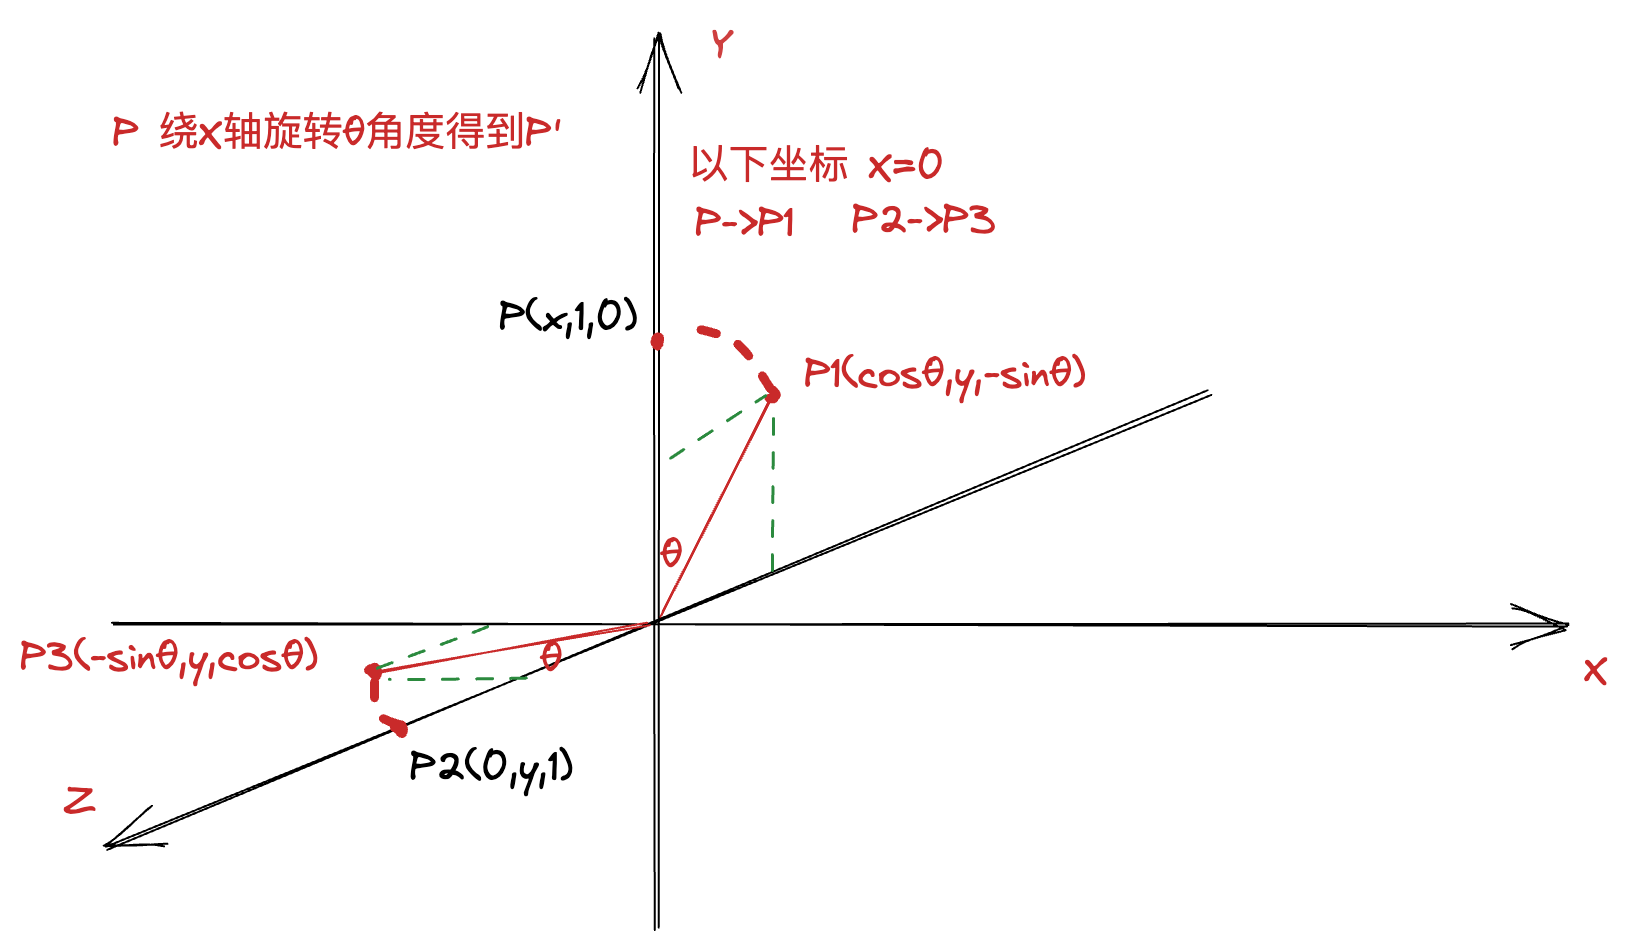 Y
P 绕x轴旋转θ角度得到P'
以下坐标 x=0
P->P1 P2->P3
P(x,1,0)
P1(cosθ,y,-sinθ)
θ
P3(-sinθ,y,cosθ)
θ
X
P2(0,y,1)
Z